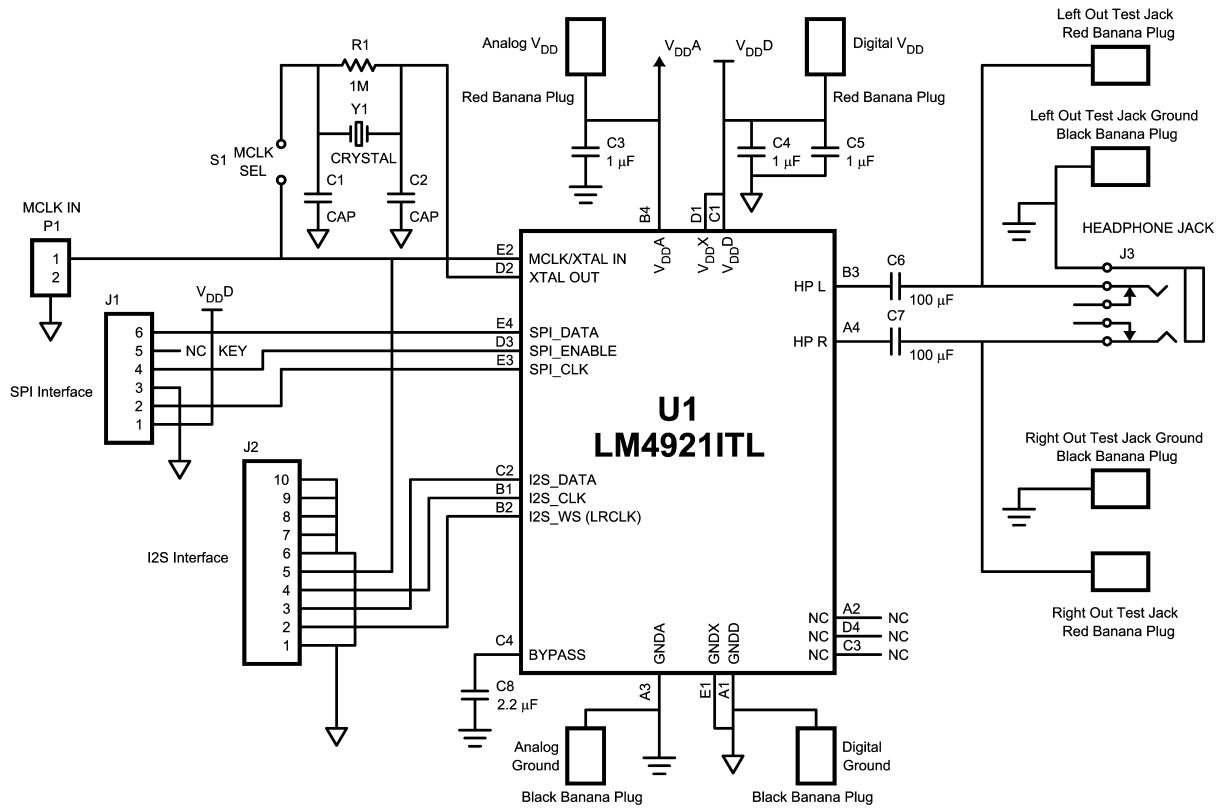 Analog VDD
Red Banana Plug
VDDA
VDDD
Digital VDD
Red Banana Plug
Left Out Test Jack
Red Banana Plug
Left Out Test Jack Ground
Black Banana Plug
HEADPHONE JACK
J3
R1
1M
Y1
CRYSTAL
S1
MCLK
SEL
C1
CAP
C2
CAP
C3
1 μF
C4
1 μF
C5
1 μF
MCLK IN
P1
1
2
J1
VDDD
6
5
4
3
2
1
NC
KEY
SPI Interface
J2
10
9
8
7
6
5
4
3
2
1
I2S Interface
B4
D1
C1
VDDA
VDDX
VDDD
E2
MCLK/XTAL IN
D2
XTAL OUT
E4
SPI_DATA
D3
SPI_ENABLE
E3
SPI_CLK
U1
LM4921ITL
C2
I2S_DATA
B1
I2S_CLK
B2
I2S_WS (LRCLK)
C4
BYPASS
C8
2.2 μF
HP L
B3
C6
100 μF
HP R
A4
C7
100 μF
NC
A2
NC
NC
D4
NC
NC
C3
NC
GNDA
GNDX
GNDD
A3
E1
A1
Analog
Ground
Black Banana Plug
Digital
Ground
Black Banana Plug
Right Out Test Jack Ground
Black Banana Plug
Right Out Test Jack
Red Banana Plug